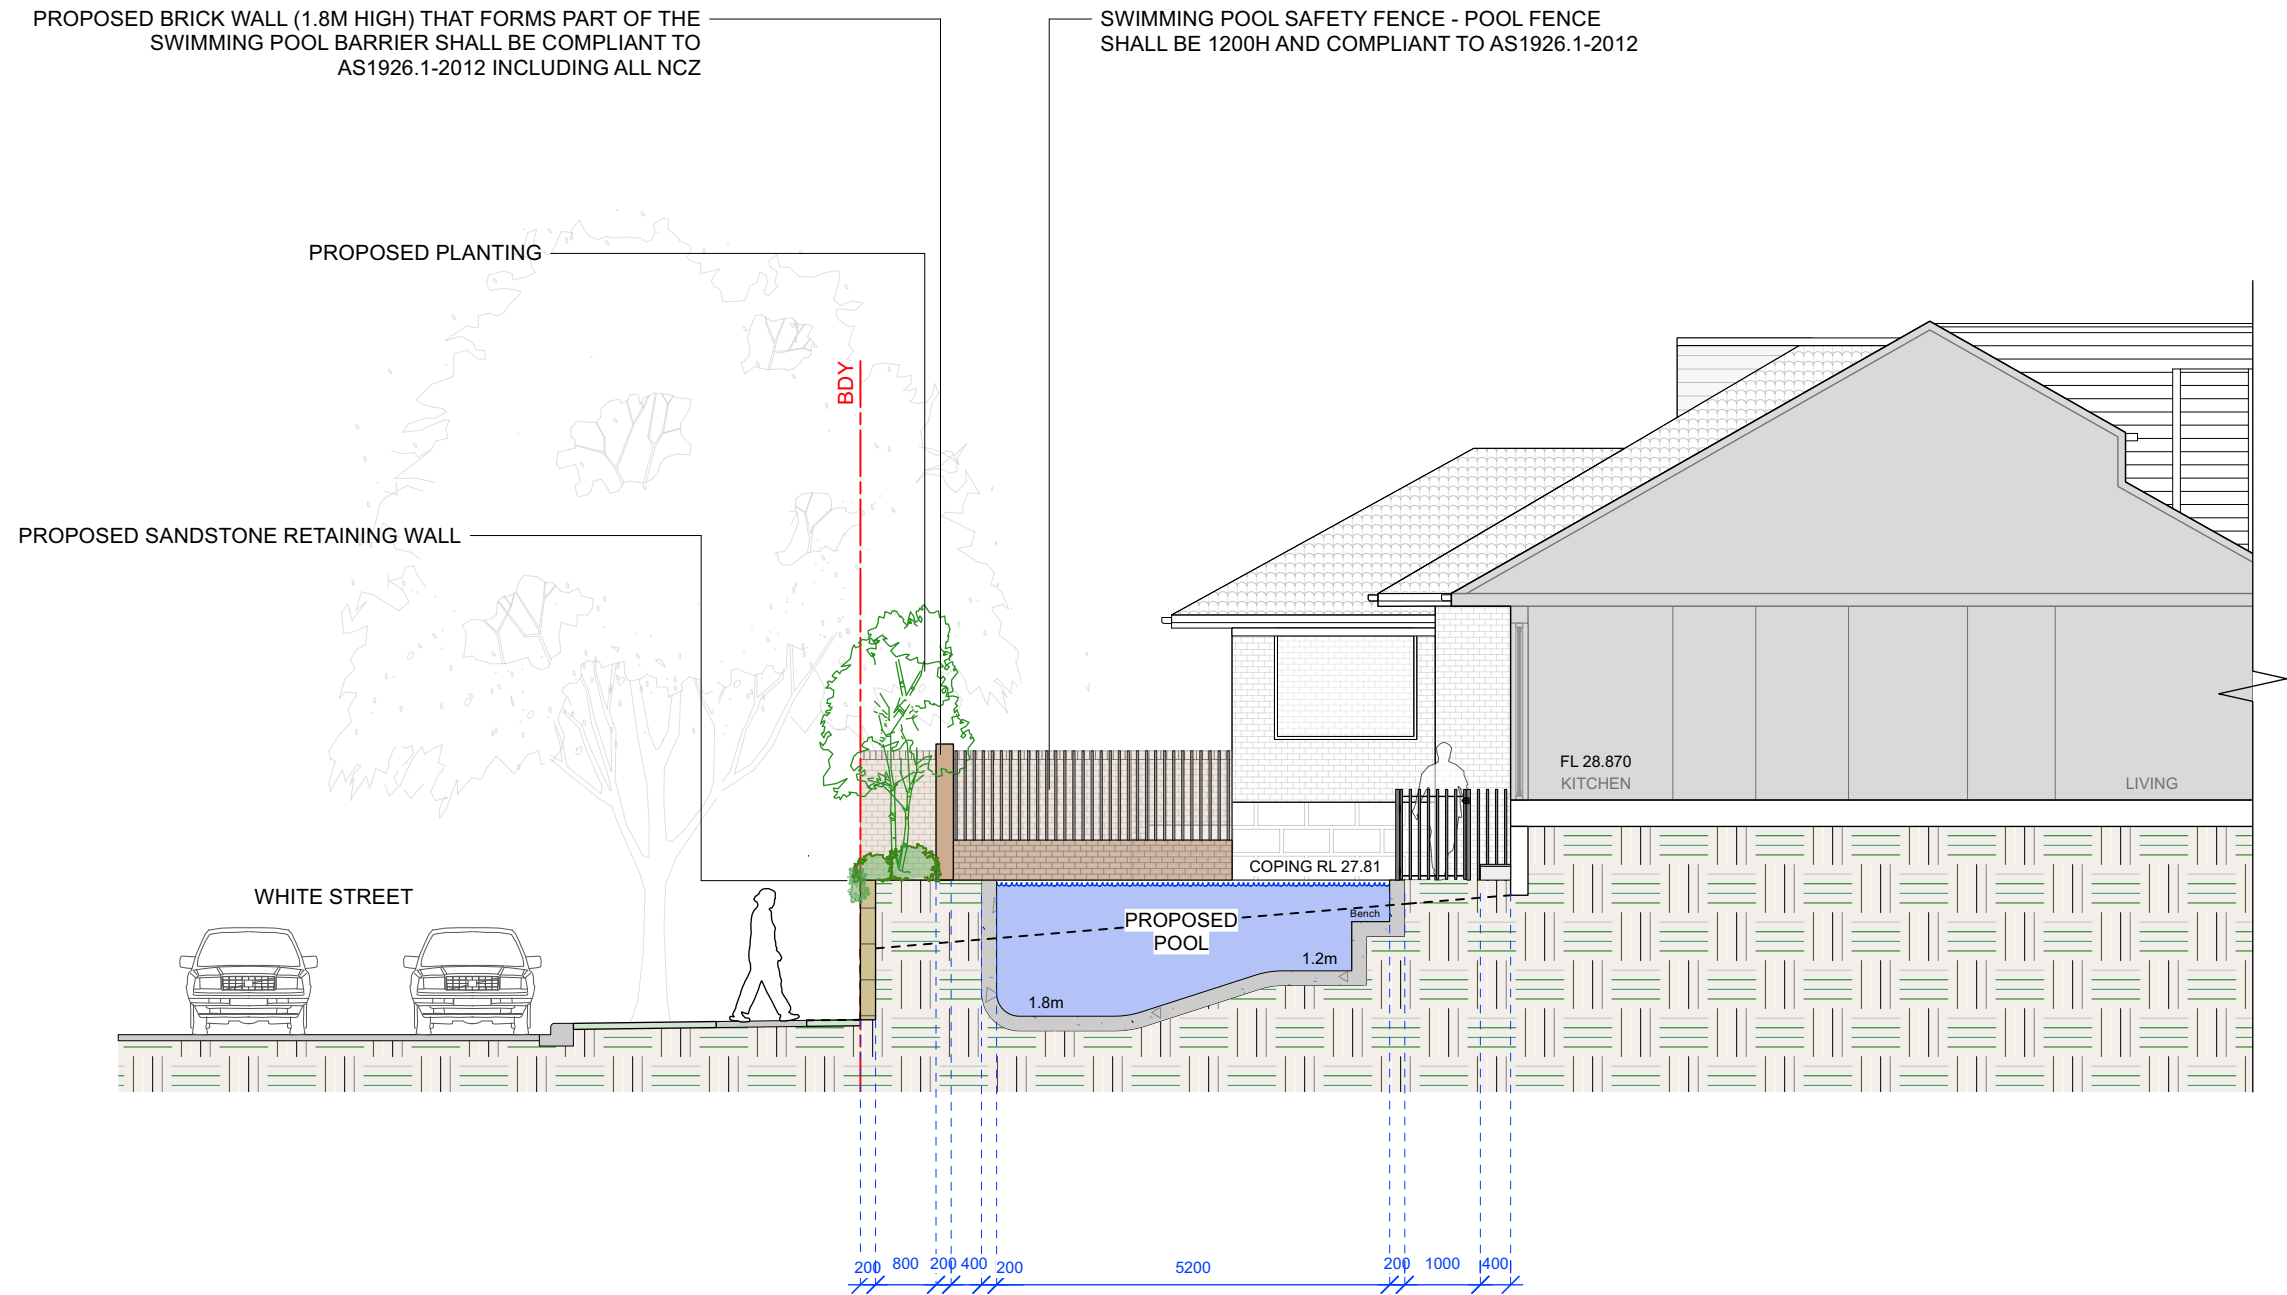 PROPOSED BRICK WALL (1.8M HIGH) THAT FORMS PART OF THE
SWIMMING POOL BARRIER SHALL BE COMPLIANT TO
AS1926.1-2012 INCLUDING ALL NCZ
SWIMMING POOL SAFETY FENCE - POOL FENCE
SHALL BE 1200H AND COMPLIANT TO AS1926.1-2012
PROPOSED PLANTING
BDY
PROPOSED SANDSTONE RETAINING WALL
FL 28.870
KITCHEN
LIVING
COPING RL 27.81
WHITE STREET
Bench
PROPOSED
POOL
1.2m
1.8m
200
800
200
400
200
5200
200
1000
400